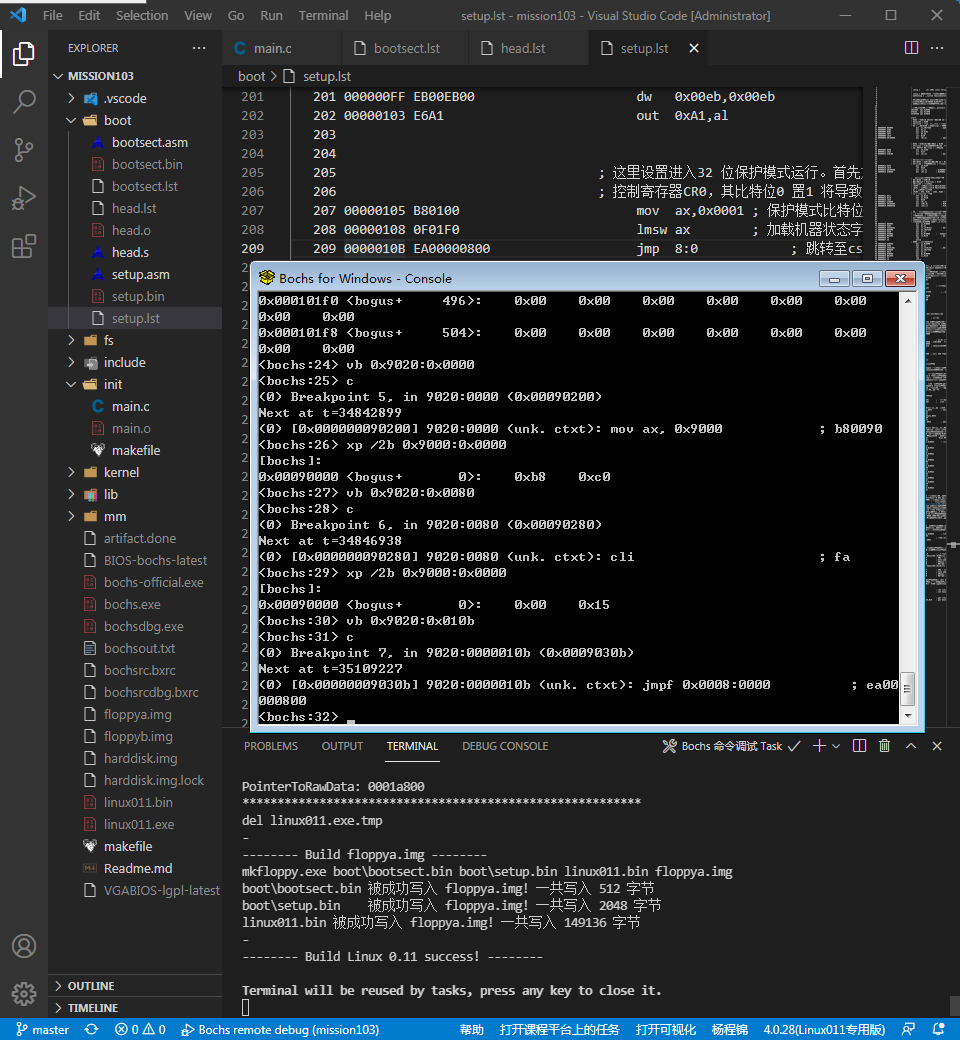 File Edit Selection View Go Run Terminal Help setup.lst - mission103 - Visual Studio Code [Administrator]
EXPLORER
MISSION103
.vscode
boot
bootsect.asm
bootsect.bin
bootsect.lst
head.lst
head.o
head.s
setup.asm
setup.bin
setup.lst
fs
include
init
main.c
main.o
makefile
kernel
lib
mm
artifact.done
BIOS-bochs-latest
bochs-official.exe
bochs.exe
bochsdbg.exe
bochsout.txt
bochsrc.bxrc
bochsrcdbg.bxrc
floppya.img
floppyb.img
harddisk.img
harddisk.img.lock
linux011.bin
linux011.exe
makefile
Readme.md
VGABIOS-lgpl-latest
OUTLINE
TIMELINE
main.c bootsect.lst head.lst setup.lst
boot > setup.lst
201 201 000000FF EB00EB00 dw 0x00eb,0x00eb
202 202 00000103 E6A1 out 0xA1,al
203 203
204 204
205 205 ; 这里设置进入32 位保护模式运行。首先
206 206 ; 控制寄存器CR0，其比特位0 置1 将导致
207 207 00000105 B80100 mov ax,0x0001 ; 保护模式比特位
208 208 00000108 0F01F0 lmsw ax ; 加载机器状态字
209 209 0000010B EA00000800 jmp 8:0 ; 跳转至cs
Bochs for Windows - Console
0x000101f0 <bogus+ 496>: 0x00 0x00 0x00 0x00 0x00 0x00
0x00 0x00
0x000101f8 <bogus+ 504>: 0x00 0x00 0x00 0x00 0x00 0x00
0x00 0x00
<bochs:24> vb 0x9020:0x0000
<bochs:25> c
(0) Breakpoint 5, in 9020:0000 (0x00090200)
Next at t=34842899
(0) [0x000000090200] 9020:0000 (unk. ctxt): mov ax, 0x9000 ; b80090
<bochs:26> xp /2b 0x9000:0x0000
[bochs]:
0x00090000 <bogus+ 0>: 0xb8 0xc0
<bochs:27> vb 0x9020:0x0080
<bochs:28> c
(0) Breakpoint 6, in 9020:0080 (0x00090280)
Next at t=34846938
(0) [0x000000090280] 9020:0080 (unk. ctxt): cli ; fa
<bochs:29> xp /2b 0x9000:0x0000
[bochs]:
0x00090000 <bogus+ 0>: 0x00 0x15
<bochs:30> vb 0x9020:0x010b
<bochs:31> c
(0) Breakpoint 7, in 9020:0000010b (0x0009030b)
Next at t=35109227
(0) [0x00000009030b] 9020:0000010b (unk. ctxt): jmpf 0x0008:0000 ; ea00
000800
<bochs:32>
PROBLEMS OUTPUT TERMINAL DEBUG CONSOLE Bochs 命令调试 Task
PointerToRawData: 0001a800
*********************************************************
del linux011.exe.tmp
-
-------- Build floppya.img --------
mkfloppy.exe boot\bootsect.bin boot\setup.bin linux011.bin floppya.img
boot\bootsect.bin 被成功写入 floppya.img! 一共写入 512 字节
boot\setup.bin 被成功写入 floppya.img! 一共写入 2048 字节
linux011.bin 被成功写入 floppya.img! 一共写入 149136 字节
-
-------- Build Linux 0.11 success! --------
Terminal will be reused by tasks, press any key to close it.
master 0 0 Bochs remote debug (mission103) 帮助 打开课程平台上的任务 打开可视化 杨程锦 4.0.28(Linux011专用版)